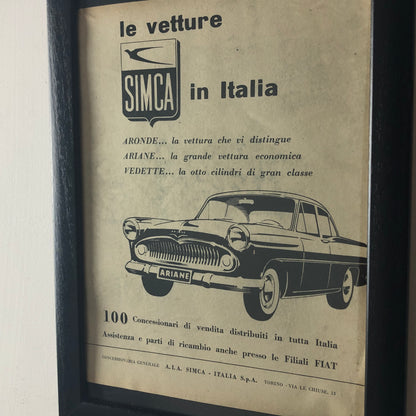 le vetture
SIMCA
in Italia
ARONDE... la vettura che vi distingue
ARIANE... la grande vettura economica
VEDETTE... la otto cilindri di gran classe
ARIANE
100 Concessionari di vendita distribuiti in tutta Italia
Assistenza e parti di ricambio anche presso le Filiali FIAT
CONCESSIONARIA GENERALE A.I.A. SIMCA - ITALIA S.p.A. TORINO - VIA LE CHIUSE, 13